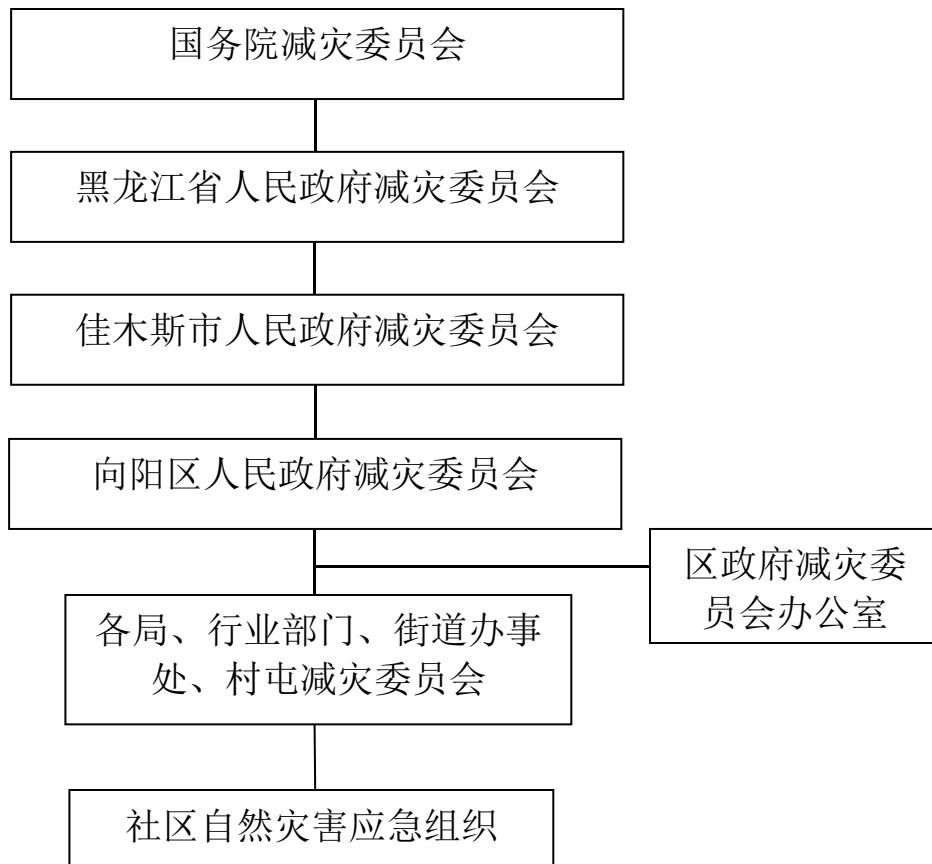 国务院减灾委员会
黑龙江省人民政府减灾委员会
佳木斯市人民政府减灾委员会
向阳区人民政府减灾委员会
区政府减灾委
员会办公室
各局、行业部门、街道办事
处、村屯减灾委员会
社区自然灾害应急组织